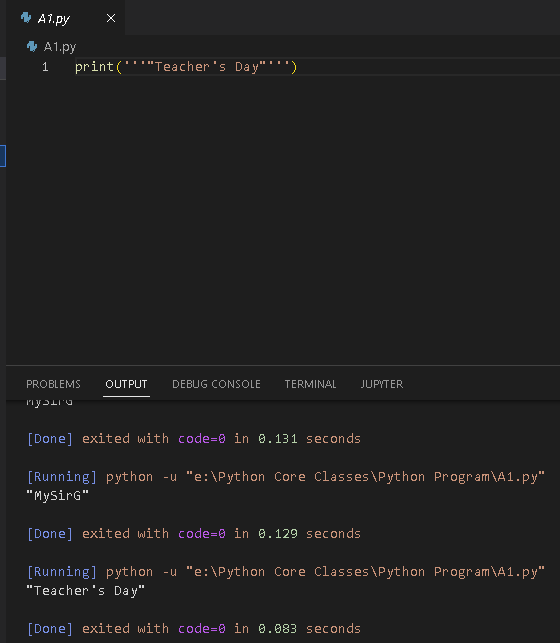 A1.py
A1.py
1 print('''"Teacher's Day"''')
PROBLEMS OUTPUT DEBUG CONSOLE TERMINAL JUPYTER
MySirG
[Done] exited with code=0 in 0.131 seconds
[Running] python -u "e:\Python Core Classes\Python Program\A1.py"
"MySirG"
[Done] exited with code=0 in 0.129 seconds
[Running] python -u "e:\Python Core Classes\Python Program\A1.py"
"Teacher's Day"
[Done] exited with code=0 in 0.083 seconds